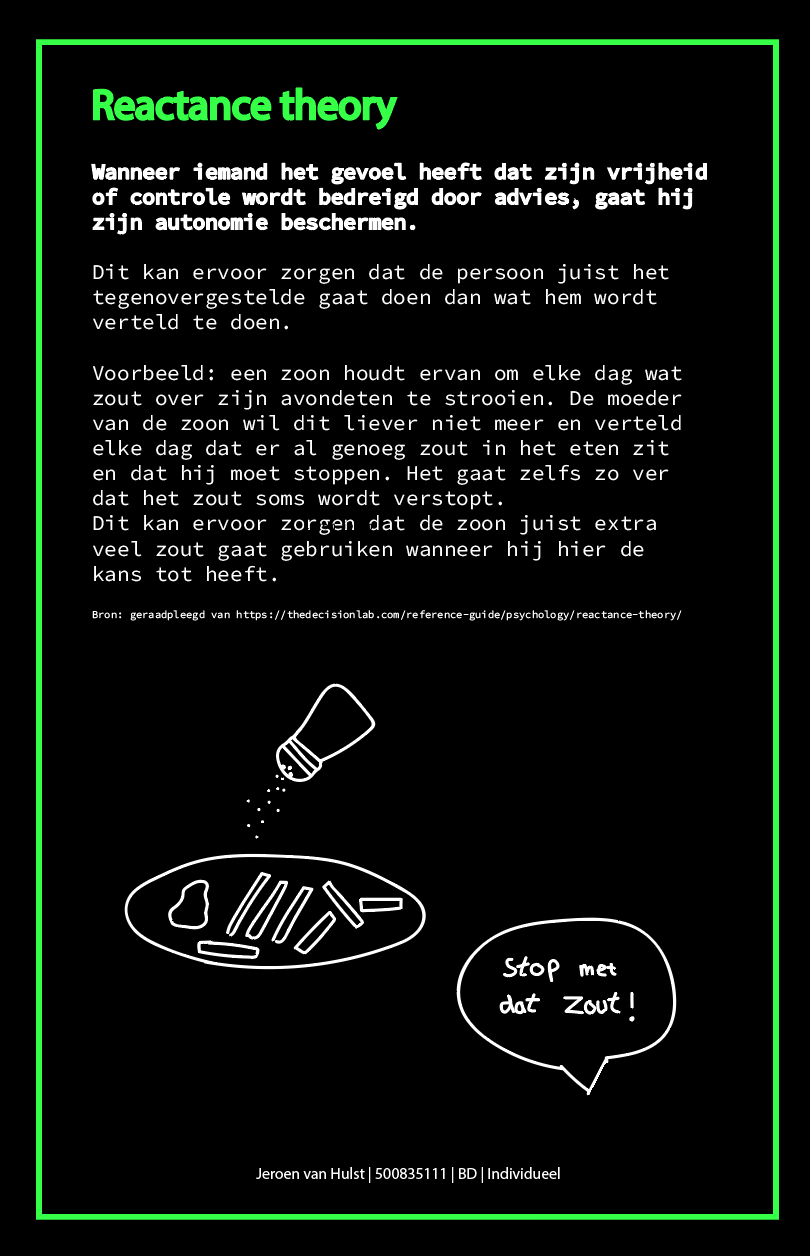 Reactance theory
Wanneer iemand het gevoel heeft dat zijn vrijheid
of controle wordt bedreigd door advies, gaat hij
zijn autonomie beschermen.
Dit kan ervoor zorgen dat de persoon juist het
tegenovergestelde gaat doen dan wat hem wordt
verteld te doen.
Voorbeeld: een zoon houdt ervan om elke dag wat
zout over zijn avondeten te strooien. De moeder
van de zoon wil dit liever niet meer en verteld
elke dag dat er al genoeg zout in het eten zit
en dat hij moet stoppen. Het gaat zelfs zo ver
dat het zout soms wordt verstopt.
Dit kan ervoor zorgen dat de zoon juist extra
veel zout gaat gebruiken wanneer hij hier de
kans tot heeft.
Bron: geraadpleegd van https://thedecisionlab.com/reference-guide/psychology/reactance-theory/
Stop met
dat zout!
Jeroen van Hulst | 500835111 | BD | Individueel